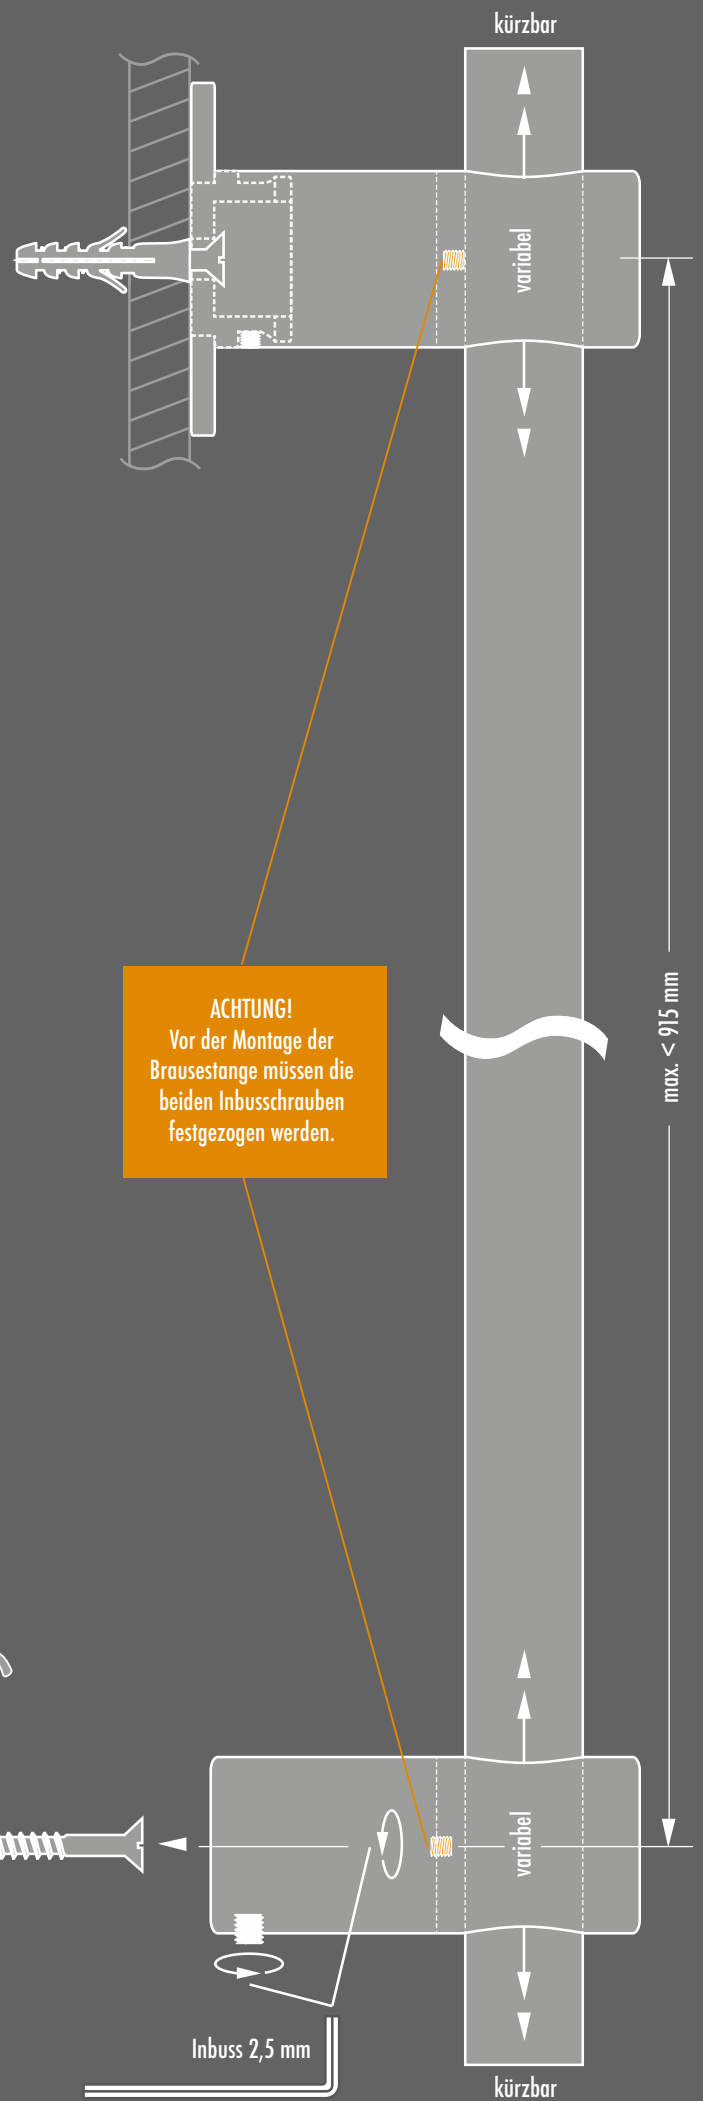 kürzbar
variabel
ACHTUNG!
Vor der Montage der
Brausestange müssen die
beiden Inbusschrauben
festgezogen werden.
max. < 915 mm
variabel
Inbuss 2,5 mm
kürzbar